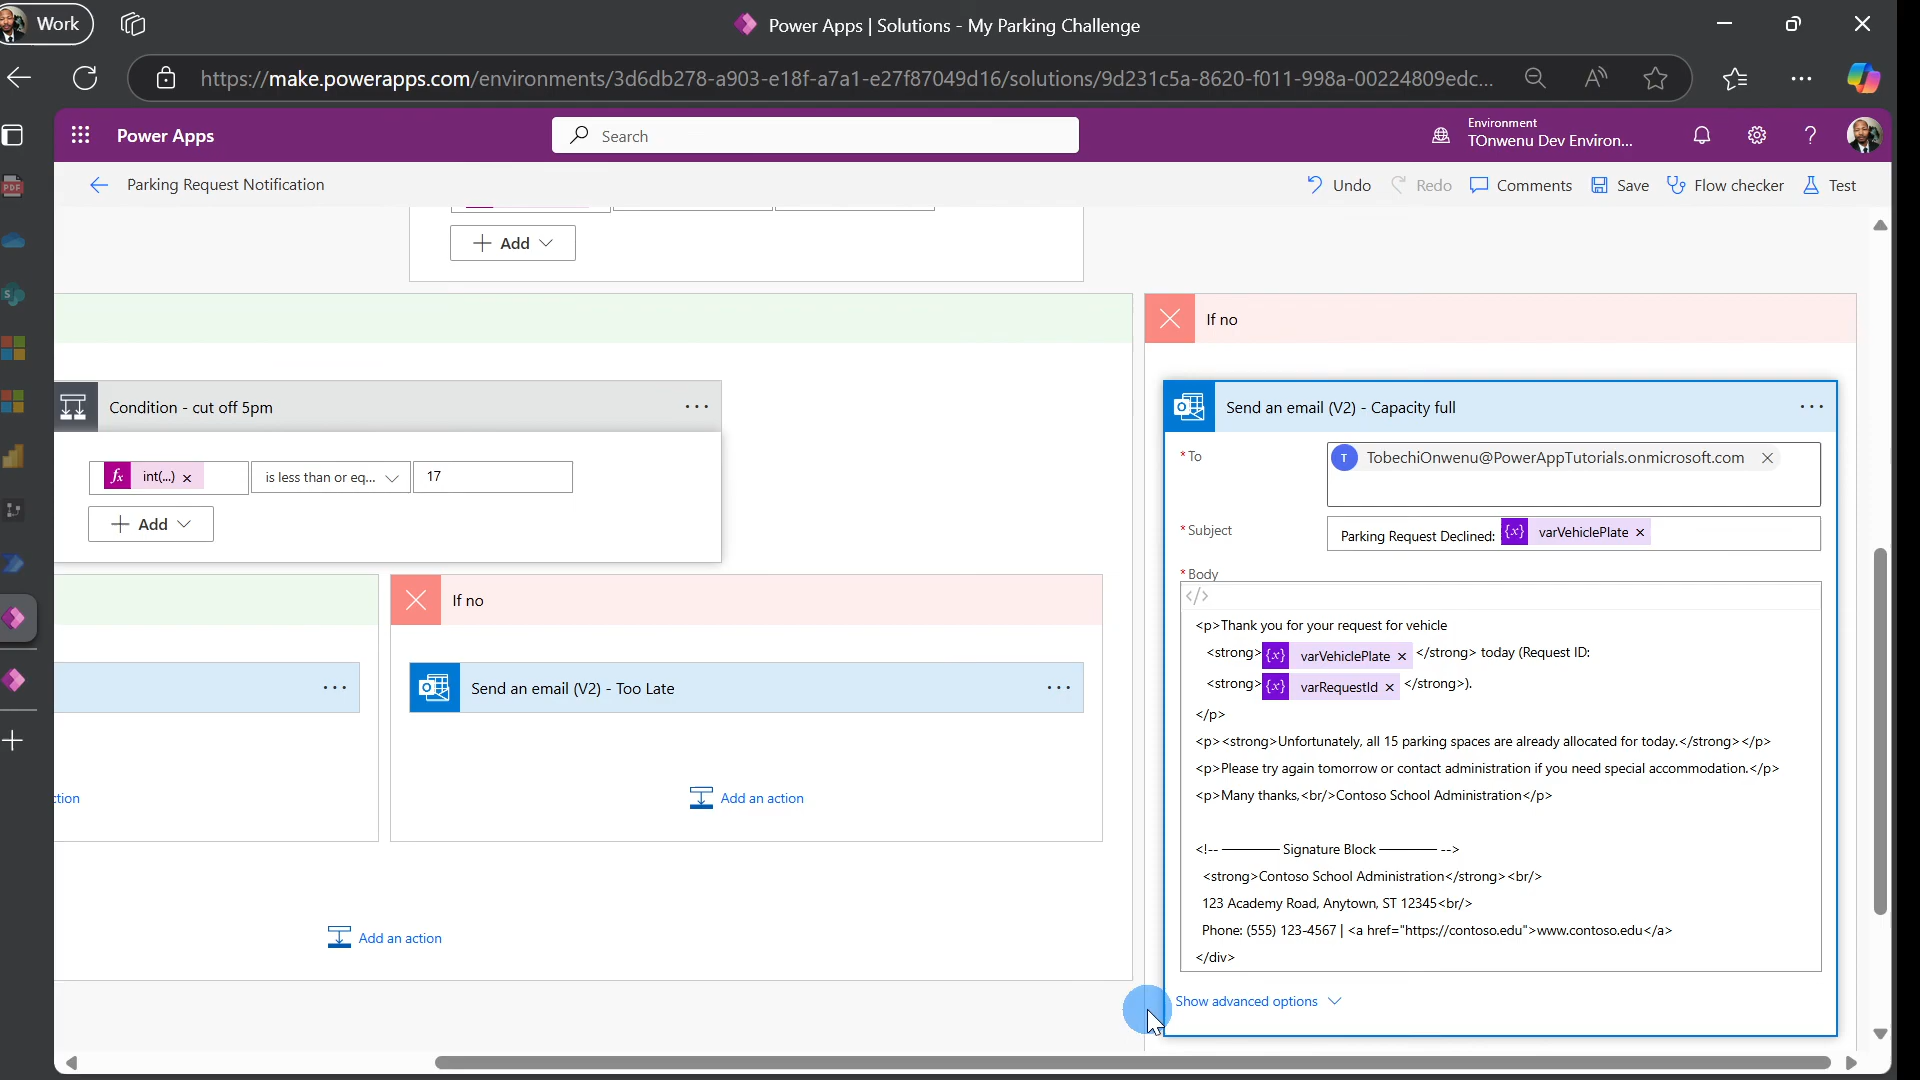 Work
Power Apps | Solutions - My Parking Challenge
https://make.powerapps.com/environments/3d6db278-a903-e18f-a7a1-e27f87049d16/solutions/9d231c5a-8620-f011-998a-00224809edc...
Power Apps
Search
Environment
TOnwenu Dev Environ...
Parking Request Notification
Undo
Redo
Comments
Save
Flow checker
Test
Add
If no
Condition - cut off 5pm
Send an email (V2) - Capacity full
int(...)
is less than or eq...
17
Add
* To
T TobechiOnwenu@PowerAppTutorials.onmicrosoft.com
* Subject
Parking Request Declined: {x} varVehiclePlate
* Body
</>
<p>Thank you for your request for vehicle
<strong> {x} varVehiclePlate </strong> today (Request ID:
<strong> {x} varRequestId </strong>).
</p>
<p><strong>Unfortunately, all 15 parking spaces are already allocated for today.</strong></p>
<p>Please try again tomorrow or contact administration if you need special accommodation.</p>
<p>Many thanks,<br/>Contoso School Administration</p>
<!-- ———— Signature Block ———— -->
<strong>Contoso School Administration</strong><br/>
123 Academy Road, Anytown, ST 12345<br/>
Phone: (555) 123-4567 | <a href="https://contoso.edu">www.contoso.edu</a>
</div>
Show advanced options
If no
Send an email (V2) - Too Late
tion
Add an action
Add an action